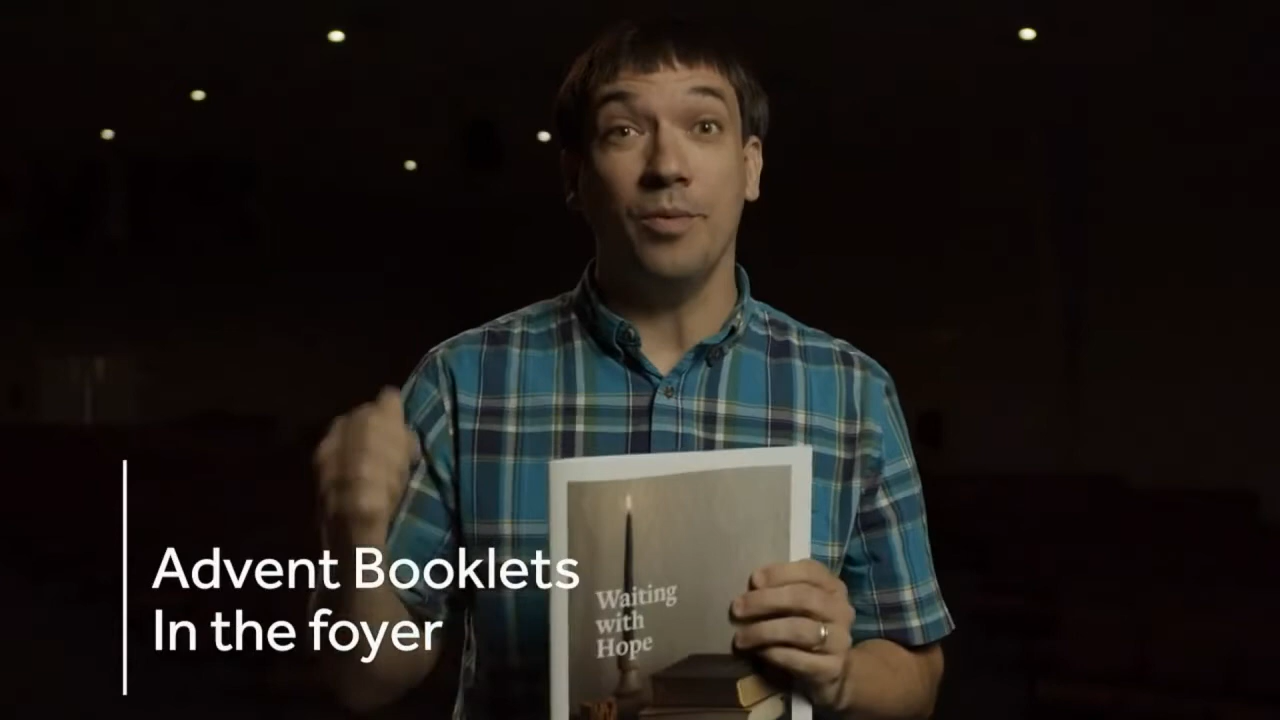 Advent Booklets
In the foyer
Waiting
with
Hope